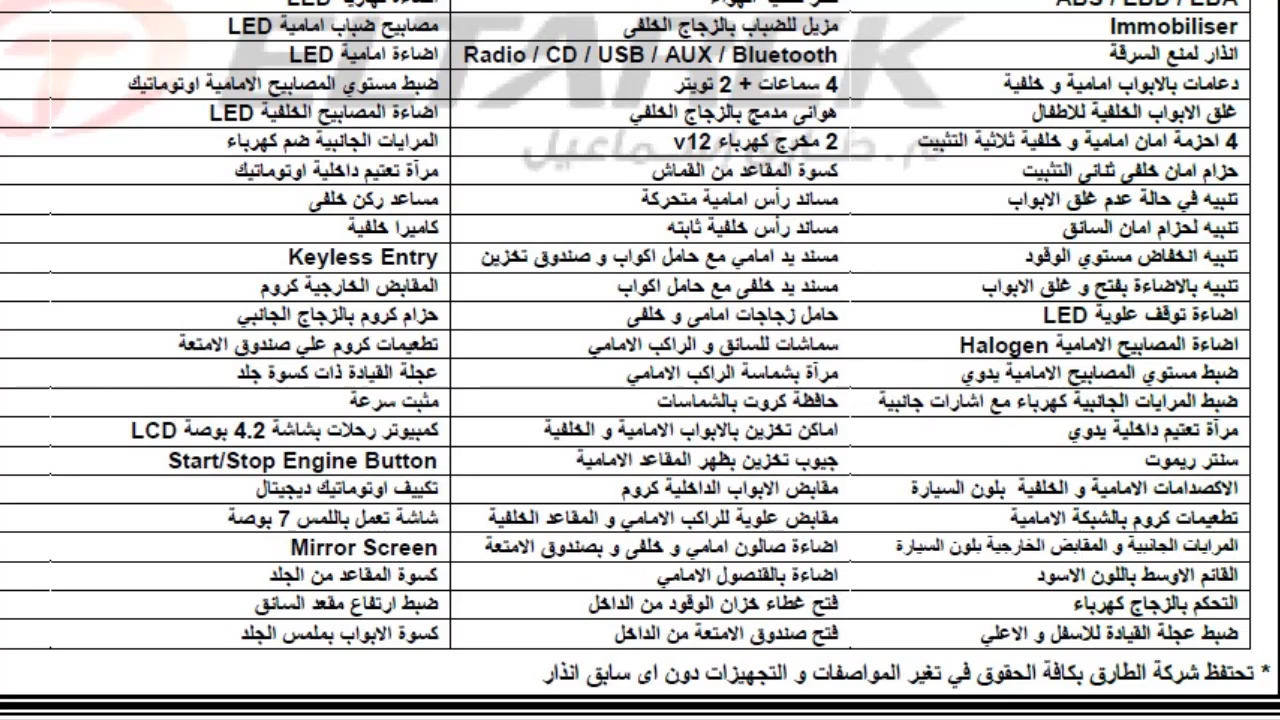 ABS / EBD / EBA
Immobiliser
مزيل للضباب بالزجاج الخلفى
مصابيح ضباب امامية LED
انذار لمنع السرقة
Radio / CD / USB / AUX / Bluetooth
اضاءة امامية LED
دعامات بالابواب امامية و خلفية
4 سماعات + 2 تويتر
ضبط مستوي المصابيح الامامية اوتوماتيك
غلق الابواب الخلفية للاطفال
هوائى مدمج بالزجاج الخلفي
اضاءة المصابيح الخلفية LED
4 احزمة امان امامية و خلفية ثلاثية التثبيت
2 مخرج كهرباء v12
المرايات الجانبية ضم كهرباء
حزام امان خلفى ثنائى التثبيت
كسوة المقاعد من القماش
مرآة تعتيم داخلية اوتوماتيك
تنبيه في حالة عدم غلق الابواب
مساند رأس امامية متحركة
مساعد ركن خلفى
تنبيه لحزام امان السائق
مساند رأس خلفية ثابته
كاميرا خلفية
تنبيه انخفاض مستوي الوقود
مسند يد امامي مع حامل اكواب و صندوق تخزين
Keyless Entry
تنبيه بالاضاءة بفتح و غلق الابواب
مسند يد خلفى مع حامل اكواب
المقابض الخارجية كروم
اضاءة توقف علوية LED
حامل زجاجات امامى و خلفى
حزام كروم بالزجاج الجانبي
اضاءة المصابيح الامامية Halogen
سماشات للسائق و الراكب الامامي
تطعيمات كروم علي صندوق الامتعة
ضبط مستوي المصابيح الامامية يدوي
مرآة بشماسة الراكب الامامي
عجلة القيادة ذات كسوة جلد
ضبط المرايات الجانبية كهرباء مع اشارات جانبية
حافظة كروت بالشماسات
مثبت سرعة
مرآة تعتيم داخلية يدوي
اماكن تخزين بالابواب الامامية و الخلفية
كمبيوتر رحلات بشاشة 4.2 بوصة LCD
سنتر ريموت
جيوب تخزين بظهر المقاعد الامامية
Start/Stop Engine Button
الاكصدامات الامامية و الخلفية بلون السيارة
مقابض الابواب الداخلية كروم
تكييف اوتوماتيك ديجيتال
تطعيمات كروم بالشبكة الامامية
مقابض علوية للراكب الامامي و المقاعد الخلفية
شاشة تعمل باللمس 7 بوصة
المرايات الجانبية و المقابض الخارجية بلون السيارة
اضاءة صالون امامي و خلفى و بصندوق الامتعة
Mirror Screen
القائم الاوسط باللون الاسود
اضاءة بالقنصول الامامي
كسوة المقاعد من الجلد
التحكم بالزجاج كهرباء
فتح غطاء خزان الوقود من الداخل
ضبط ارتفاع مقعد السائق
ضبط عجلة القيادة للاسفل و الاعلي
فتح صندوق الامتعة من الداخل
كسوة الابواب بملمس الجلد
* تحتفظ شركة الطارق بكافة الحقوق في تغير المواصفات و التجهيزات دون اى سابق انذار